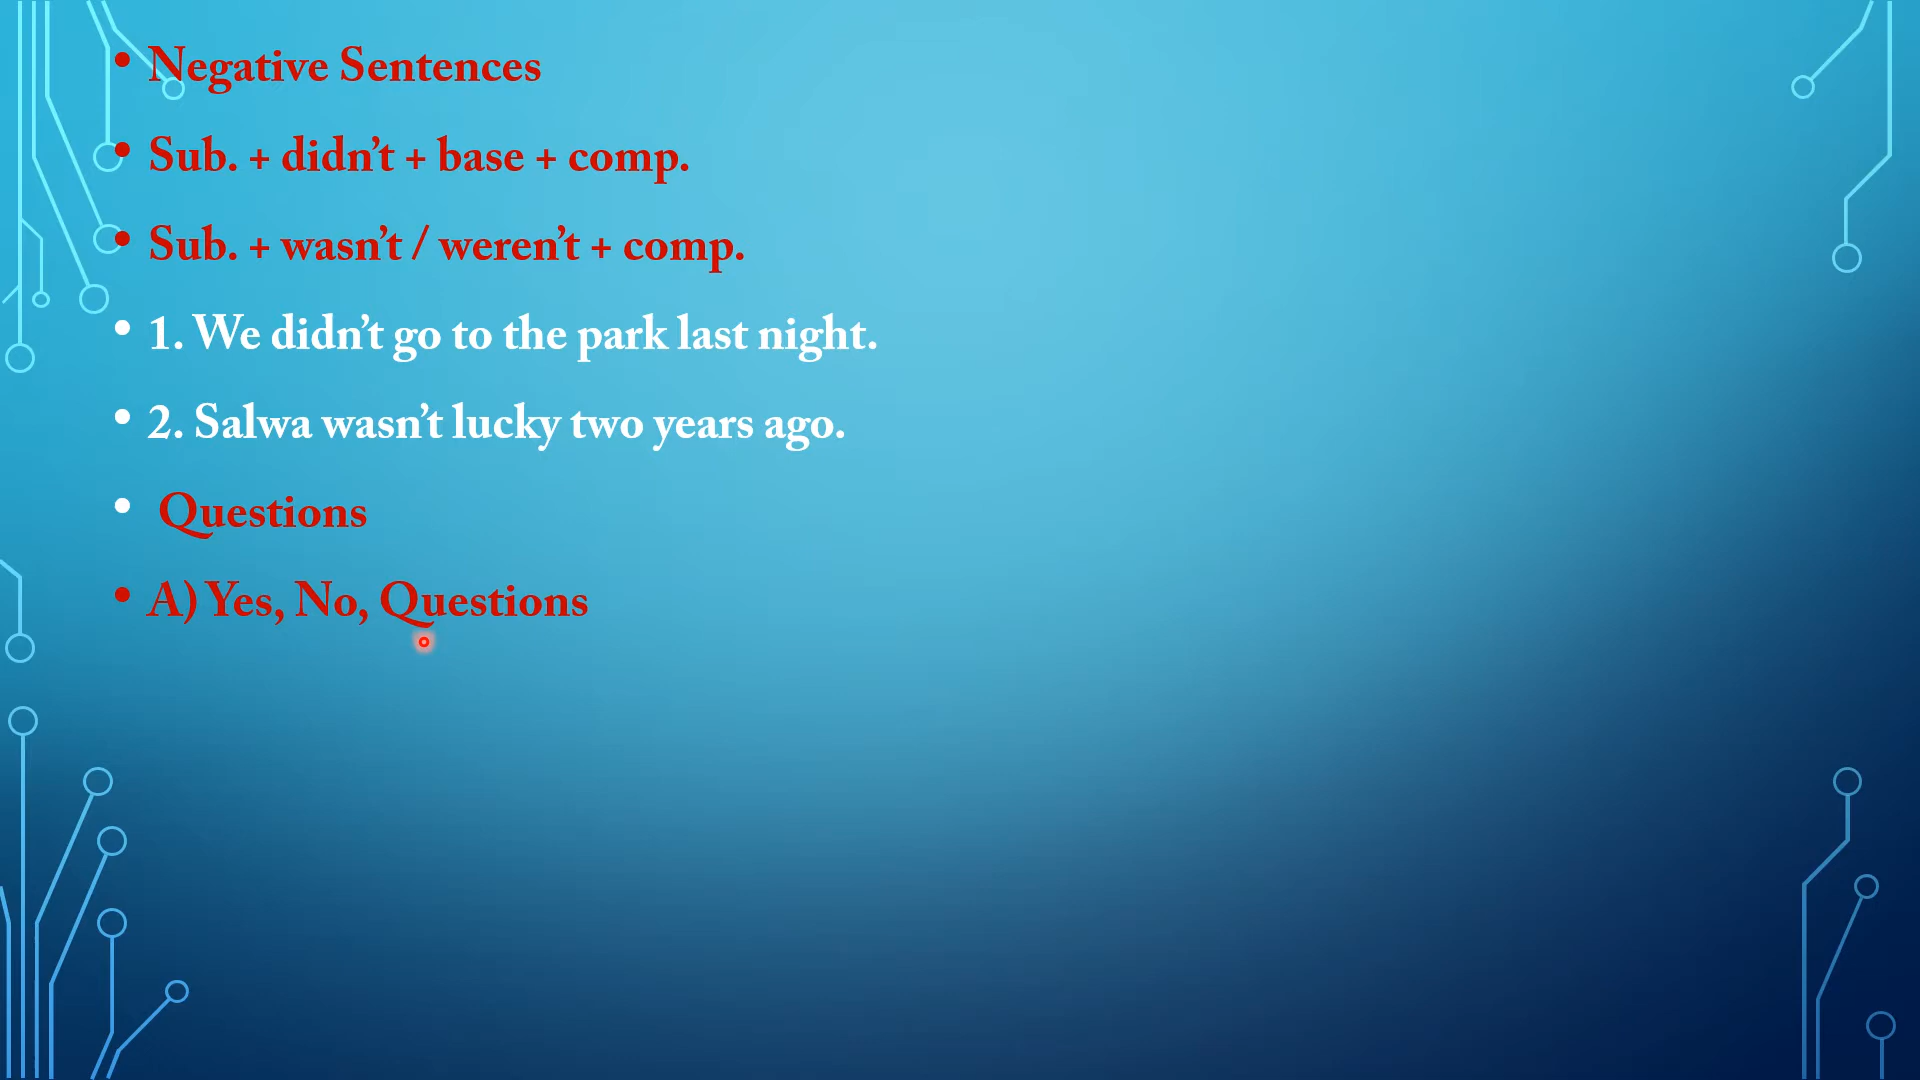 • Negative Sentences
• Sub. + didn’t + base + comp.
• Sub. + wasn’t / weren’t + comp.
• 1. We didn’t go to the park last night.
• 2. Salwa wasn’t lucky two years ago.
• Questions
• A) Yes, No, Questions